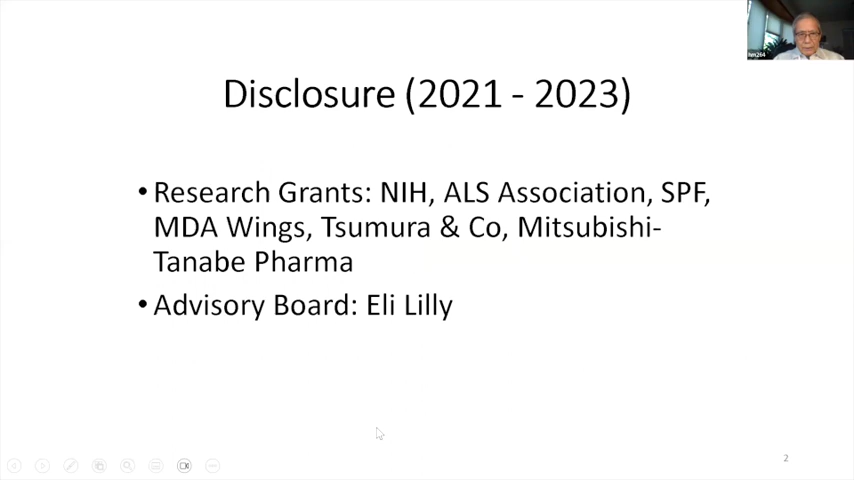 hm264
Disclosure (2021 - 2023)
• Research Grants: NIH, ALS Association, SPF,
MDA Wings, Tsumura & Co, Mitsubishi-
Tanabe Pharma
• Advisory Board: Eli Lilly
2